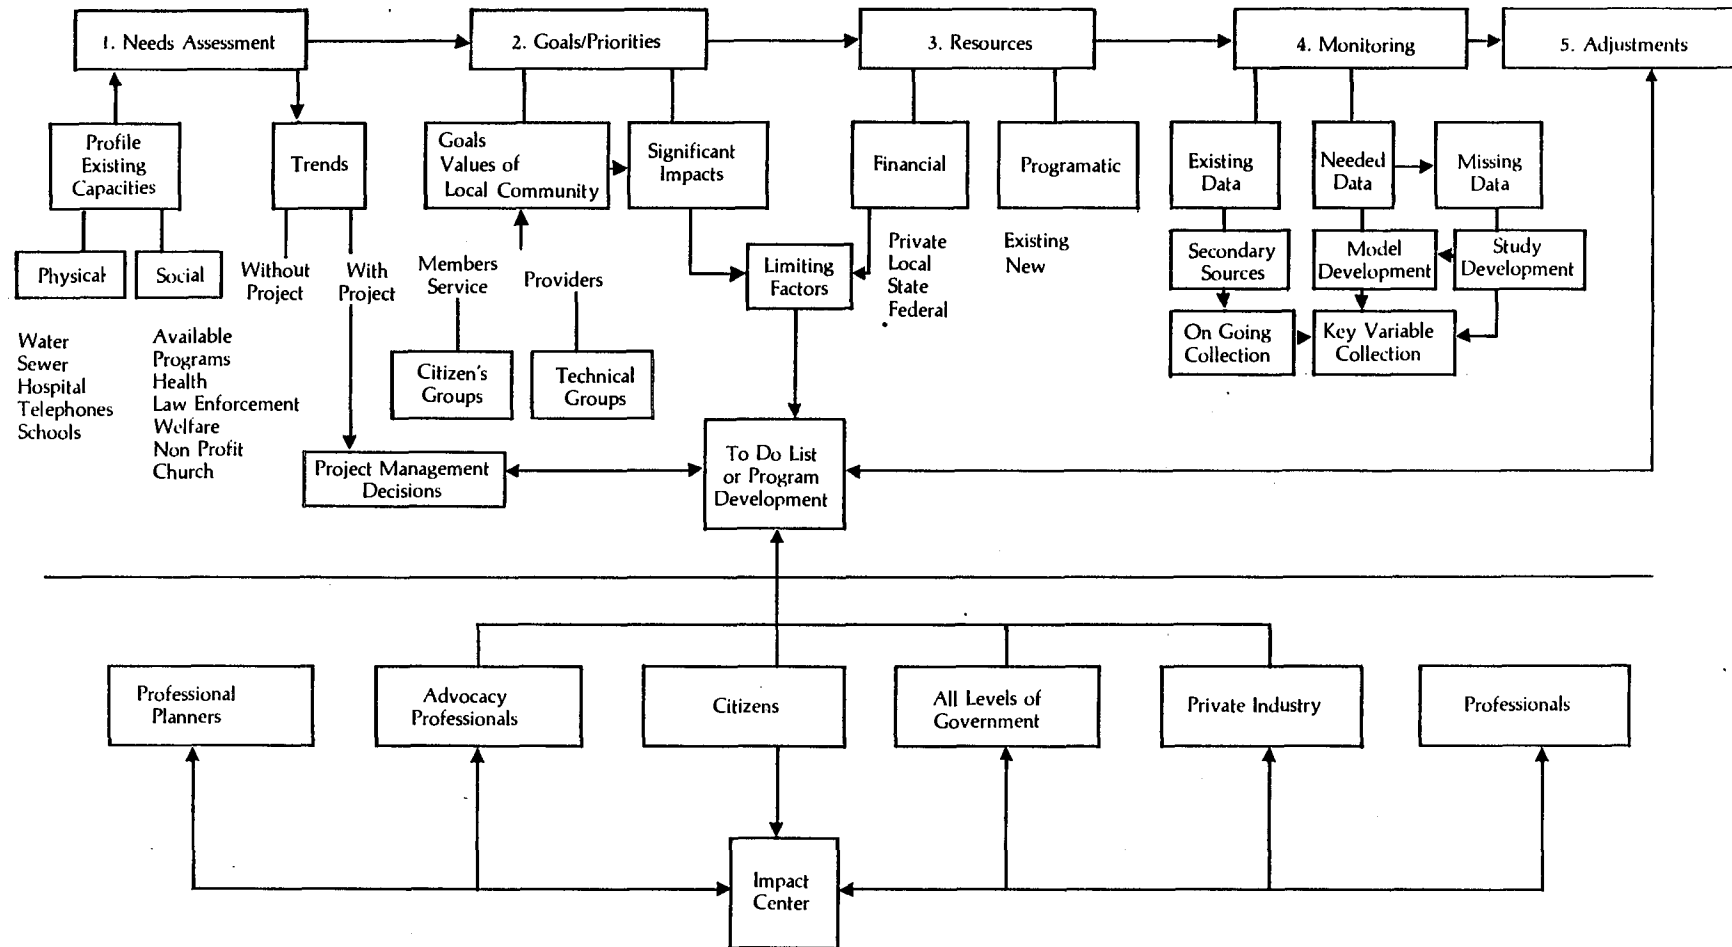 1. Needs Assessment
2. Goals/Priorities
3. Resources
4. Monitoring
5. Adjustments
Profile
Existing
Capacities
Trends
Goals
Values of
Local Community
Significant
Impacts
Financial
Programatic
Existing
Data
Needed
Data
Missing
Data
Physical
Social
Without
Project
With
Project
Members
Service
Providers
Limiting
Factors
Private
Local
State
Federal
Existing
New
Secondary
Sources
Model
Development
Study
Development
On Going
Collection
Key Variable
Collection
Water
Sewer
Hospital
Telephones
Schools
Available
Programs
Health
Law Enforcement
Welfare
Non Profit
Church
Citizen's
Groups
Technical
Groups
Project Management
Decisions
To Do List
or Program
Development
Professional
Planners
Advocacy
Professionals
Citizens
All Levels of
Government
Private Industry
Professionals
Impact
Center